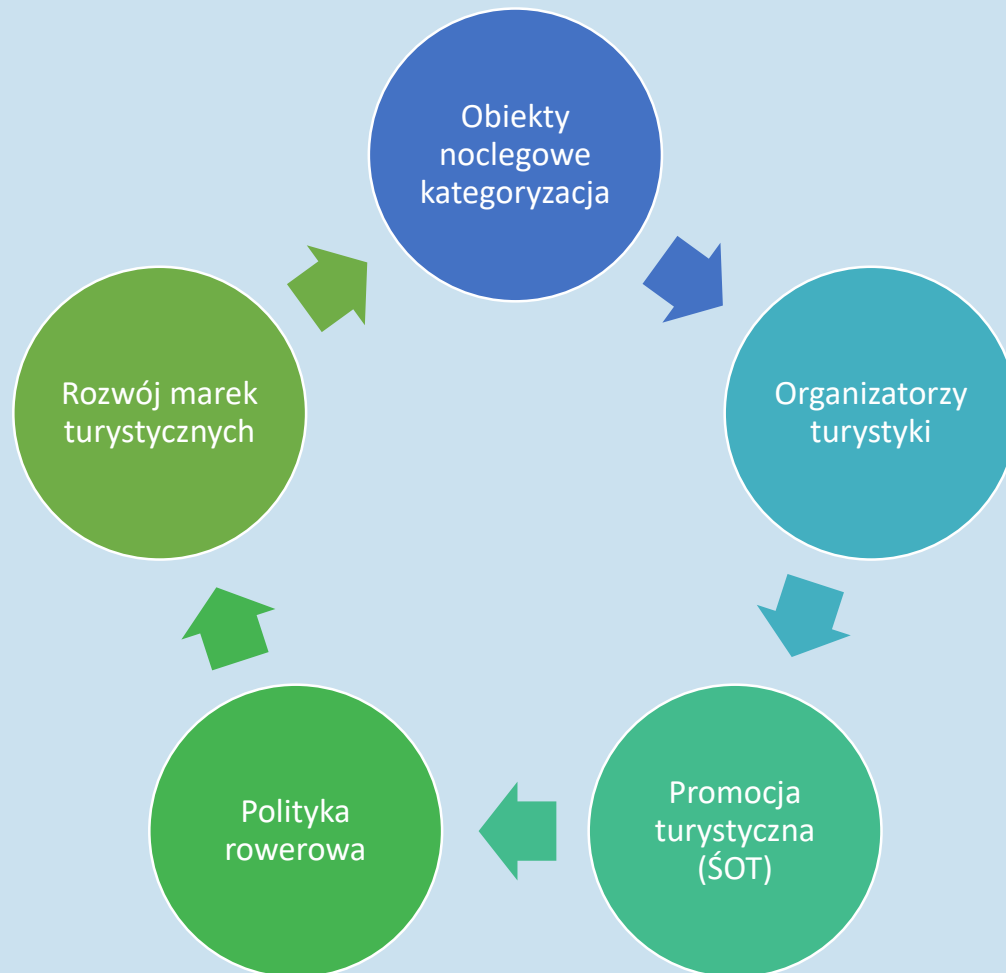 Obiekty
noclegowe
kategoryzacja
Organizatorzy
turystyki
Promocja
turystyczna
(ŚOT)
Polityka
rowerowa
Rozwój marek
turystycznych